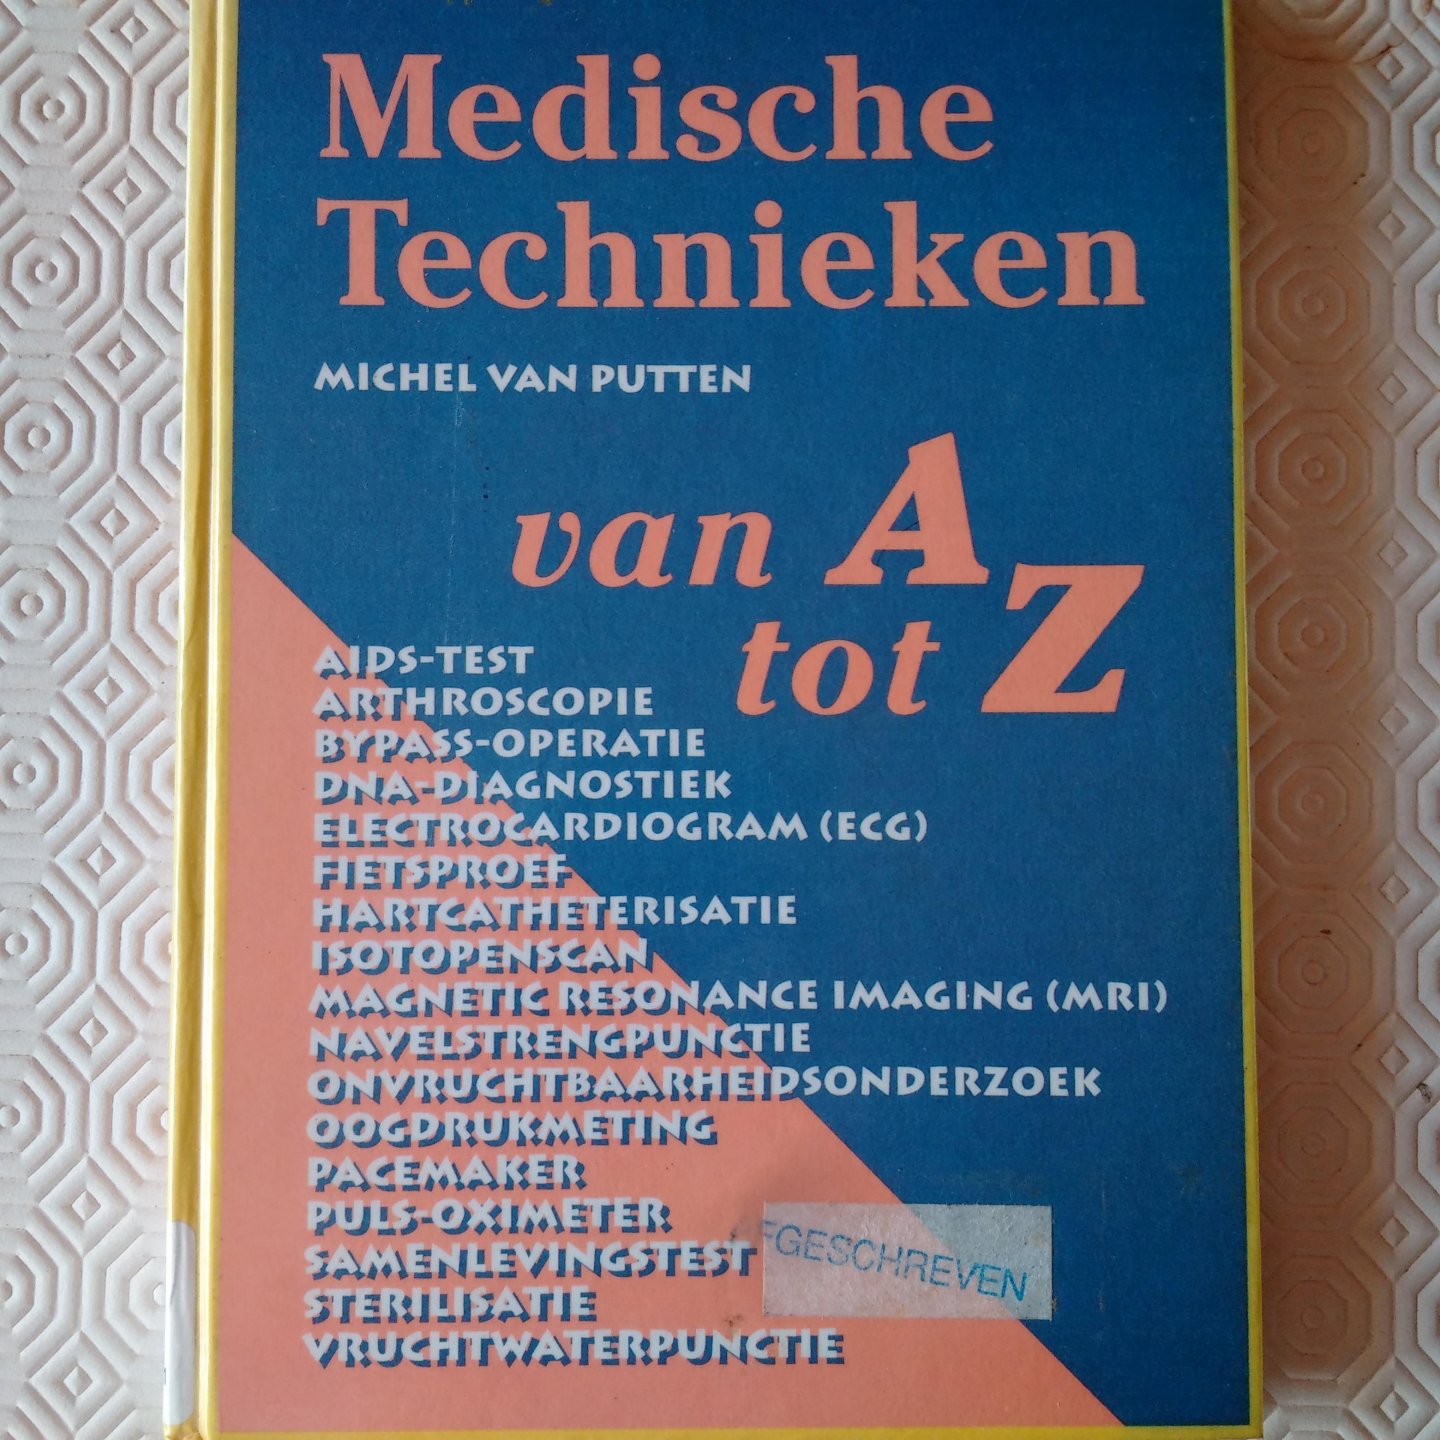 Medische
Technieken
MICHEL VAN PUTTEN
van A
tot Z
AIDS-TEST
ARTHROSCOPIE
BYPASS-OPERATIE
DNA-DIAGNOSTIEK
ELECTROCARDIOGRAM (ECG)
FIETSPROEF
HARTCATHETERISATIE
ISOTOPENSCAN
MAGNETIC RESONANCE IMAGING (MRI)
NAVELSTRENGPUNCTIE
ONVRUCHTBAARHEIDSONDERZOEK
OOGDRUKMETING
PACEMAKER
PULS-OXIMETER
SAMENLEVINGSTEST
AFGESCHREVEN
STERILISATIE
VRUCHTWATERPUNCTIE